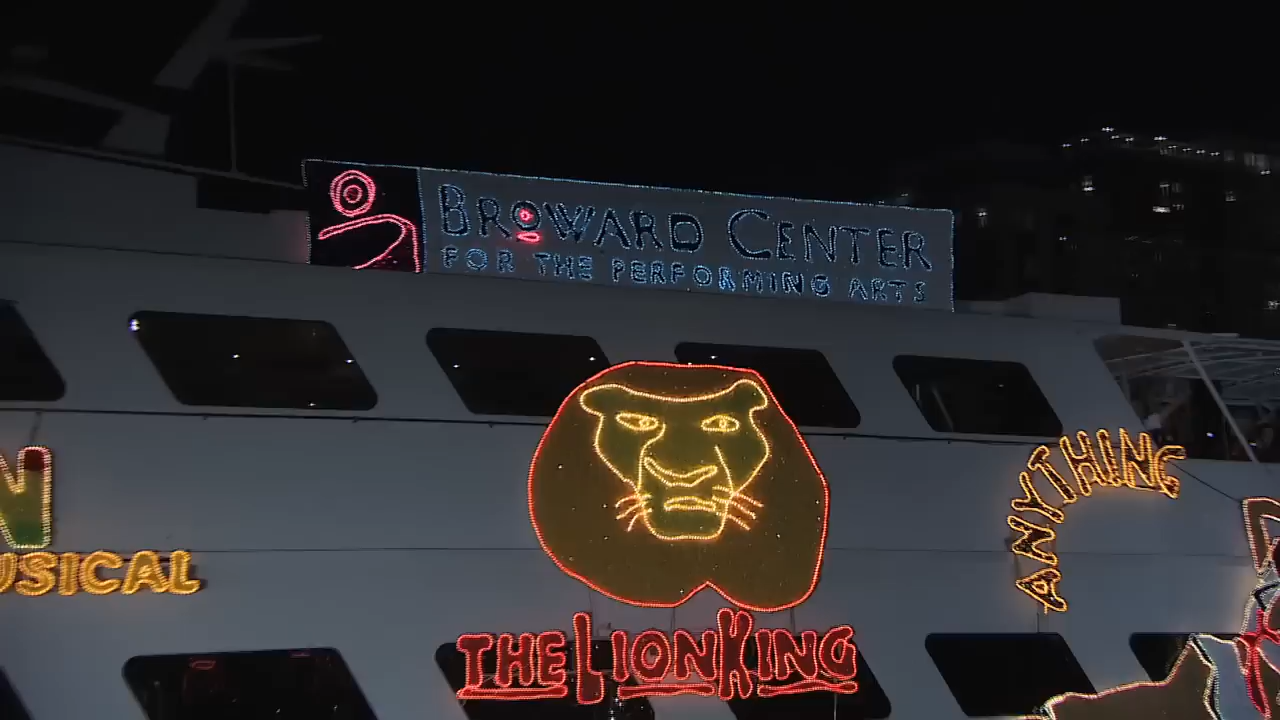 BROWARD CENTER
FOR THE PERFORMING ARTS
N
USICAL
THE LION KING
ANYTHING